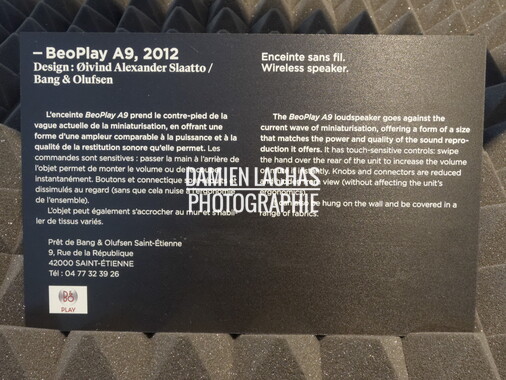 — BeoPlay A9, 2012
Design : Øivind Alexander Slaatto /
Bang & Olufsen
Enceinte sans fil.
Wireless speaker.
L'enceinte BeoPlay A9 prend le contre-pied de la
vague actuelle de la miniaturisation, en offrant une
forme d'une ampleur comparable à la puissance et à la
qualité de la restitution sonore qu'elle permet. Les
commandes sont sensitives : passer la main à l'arrière de
l'objet permet de monter le volume ou de
instantanément. Boutons et connectique
dissimulés au regard (sans que cela nuise à
de l'ensemble).
L'objet peut également s'accrocher au mur et s'habil-
ler de tissus variés.
Prêt de Bang & Olufsen Saint-Étienne
9, Rue de la République
42000 SAINT-ÉTIENNE
Tél : 04 77 32 39 26
The BeoPlay A9 loudspeaker goes against the
current wave of miniaturisation, offering a form of a size
that matches the power and quality of the sound repro-
duction it offers. It has touch-sensitive controls: swipe
the hand over the rear of the unit to increase the volume
instantly. Knobs and connectors are reduced
view (without affecting the unit's
be hung on the wall and be covered in a
range of fabrics.
DAMIEN LACHAS
PHOTOGRAPHIE
B&O
PLAY